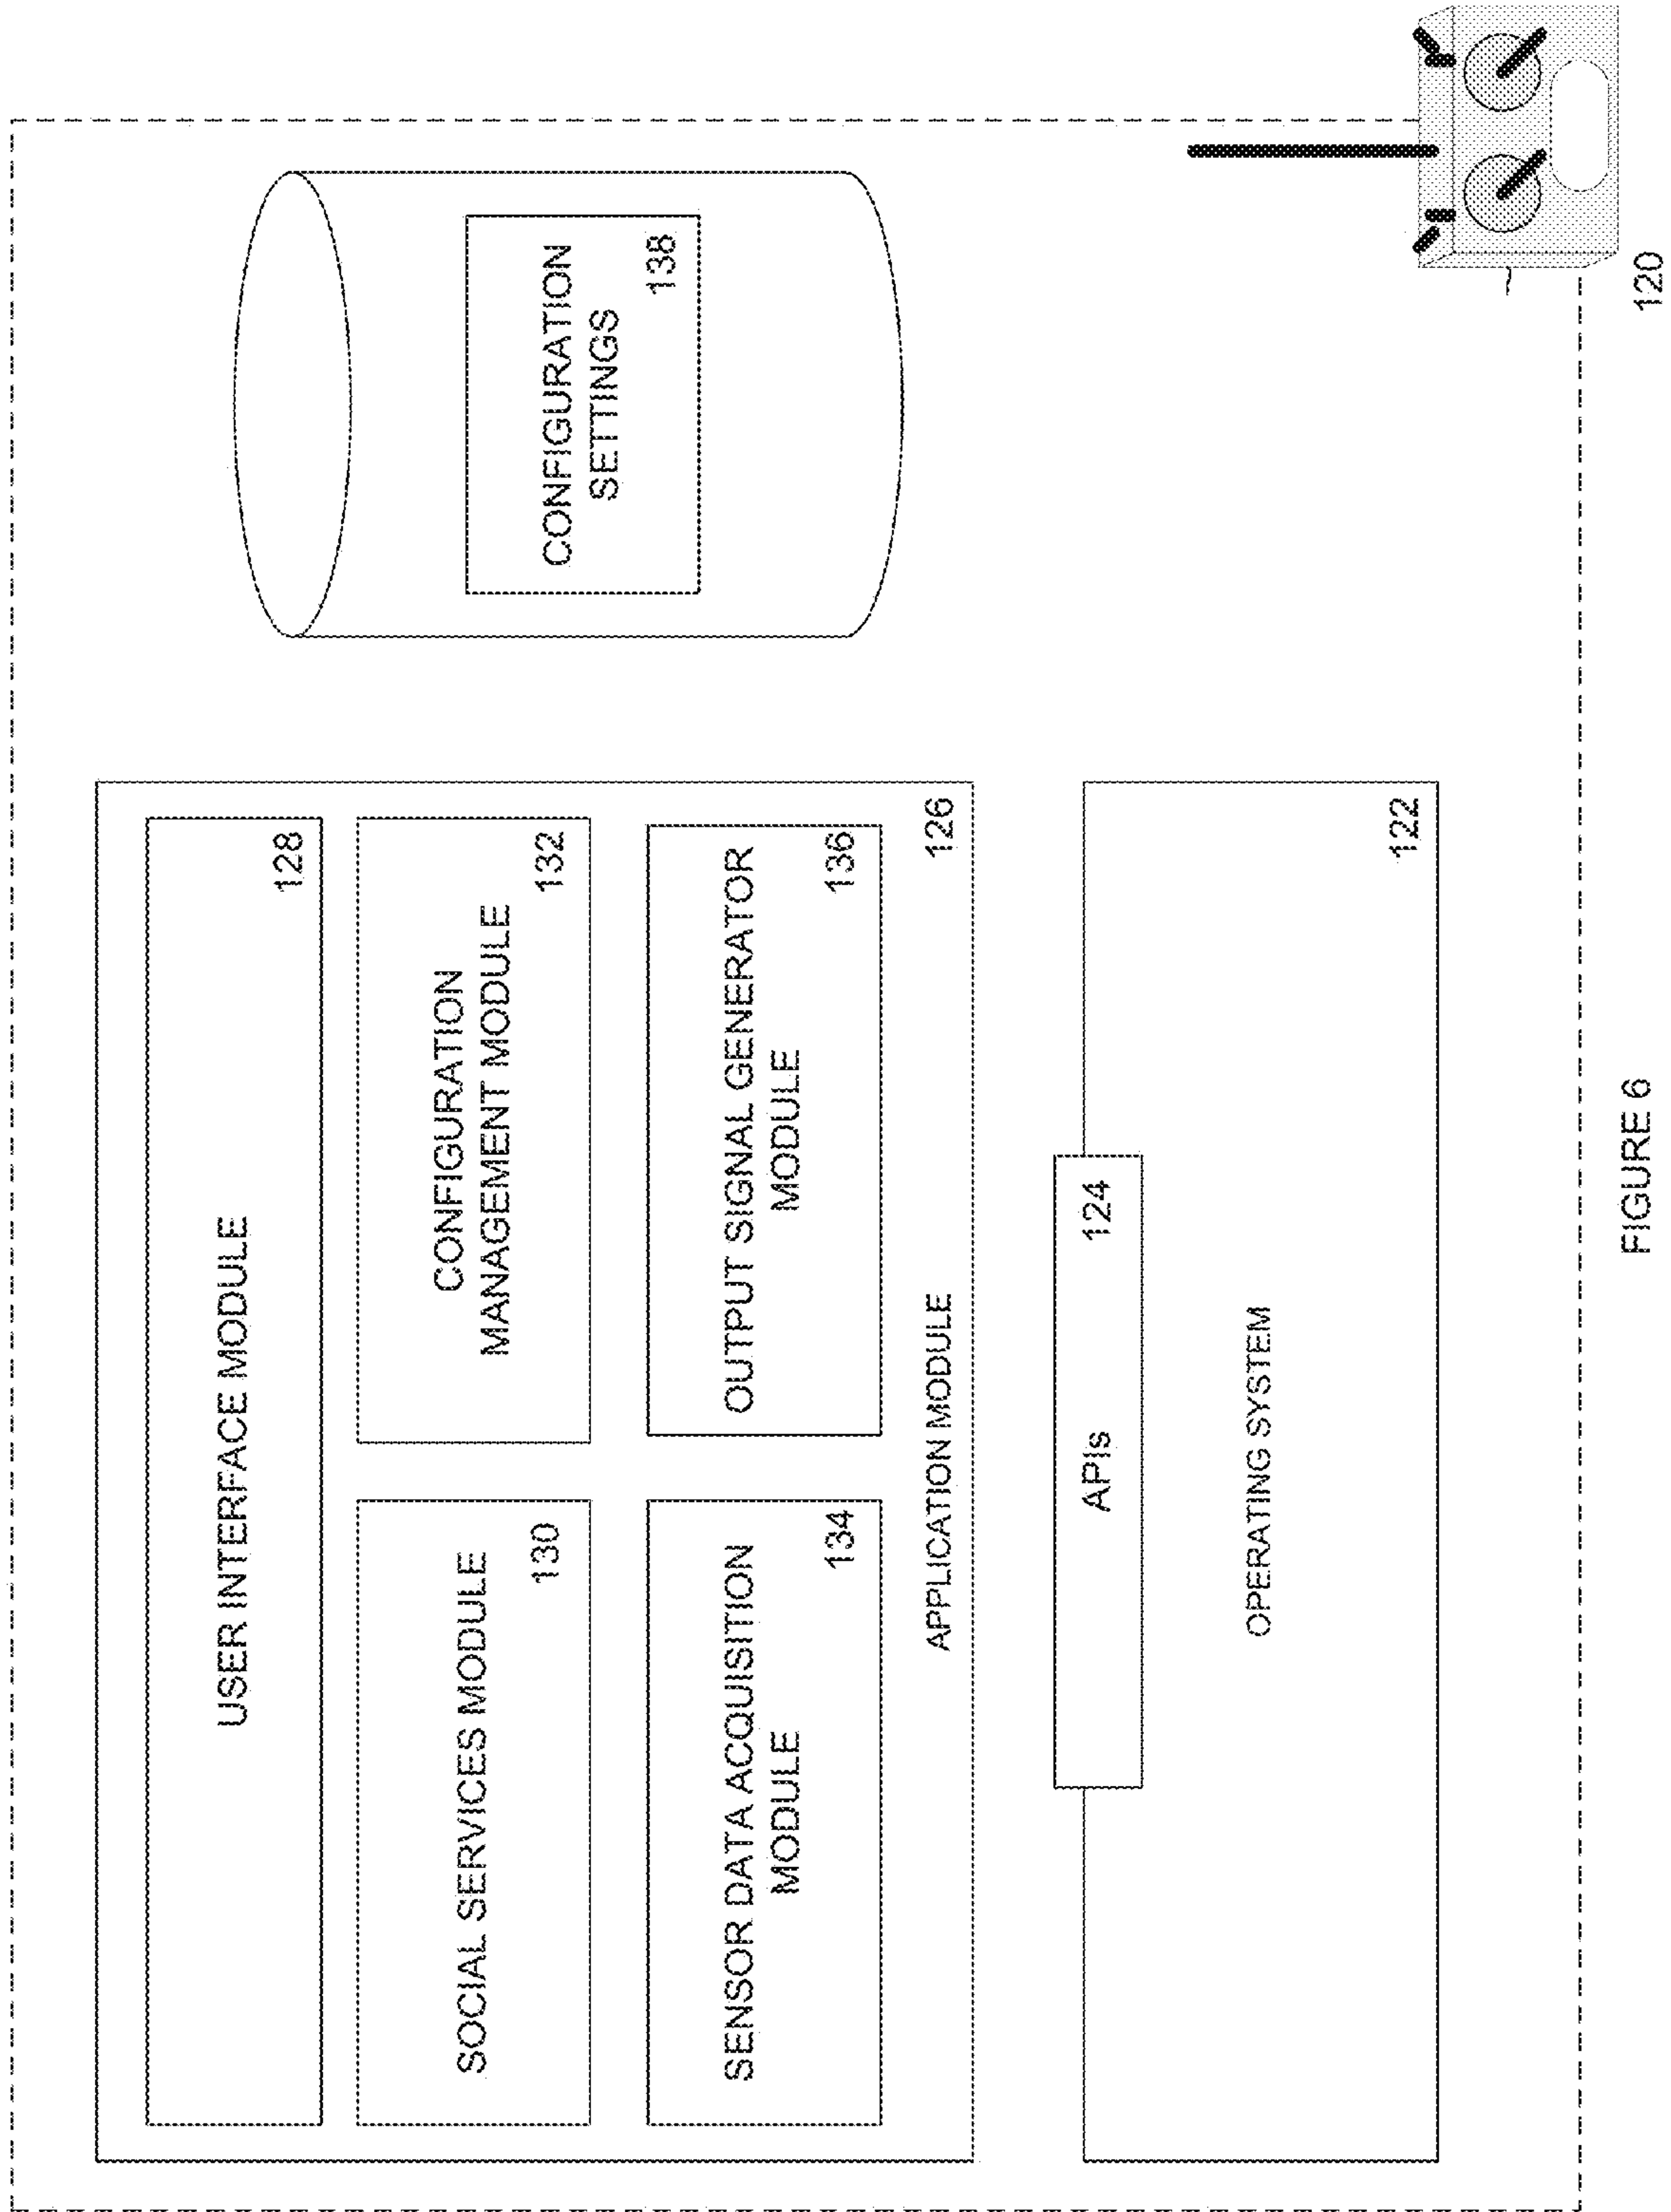 USER INTERFACE MODULE
128
SOCIAL SERVICES MODULE
130
CONFIGURATION
MANAGEMENT MODULE
132
SENSOR DATA ACQUISITION
MODULE
134
OUTPUT SIGNAL GENERATOR
MODULE
136
APPLICATION MODULE
126
APIs
124
OPERATING SYSTEM
122
CONFIGURATION
SETTINGS
138
120
FIGURE 6